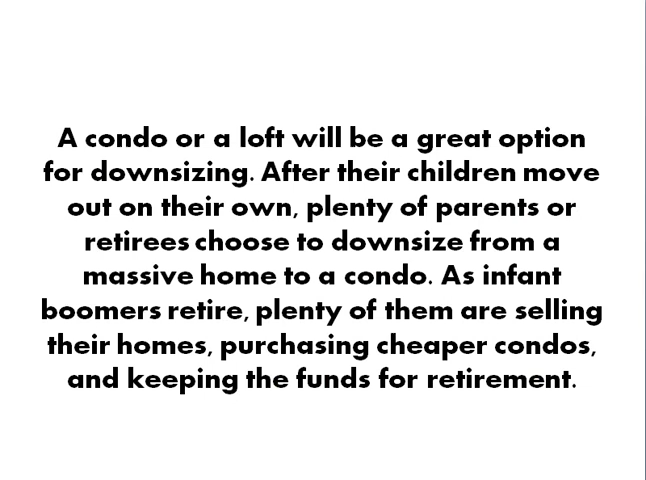 A condo or a loft will be a great option
for downsizing. After their children move
out on their own, plenty of parents or
retirees choose to downsize from a
massive home to a condo. As infant
boomers retire, plenty of them are selling
their homes, purchasing cheaper condos,
and keeping the funds for retirement.